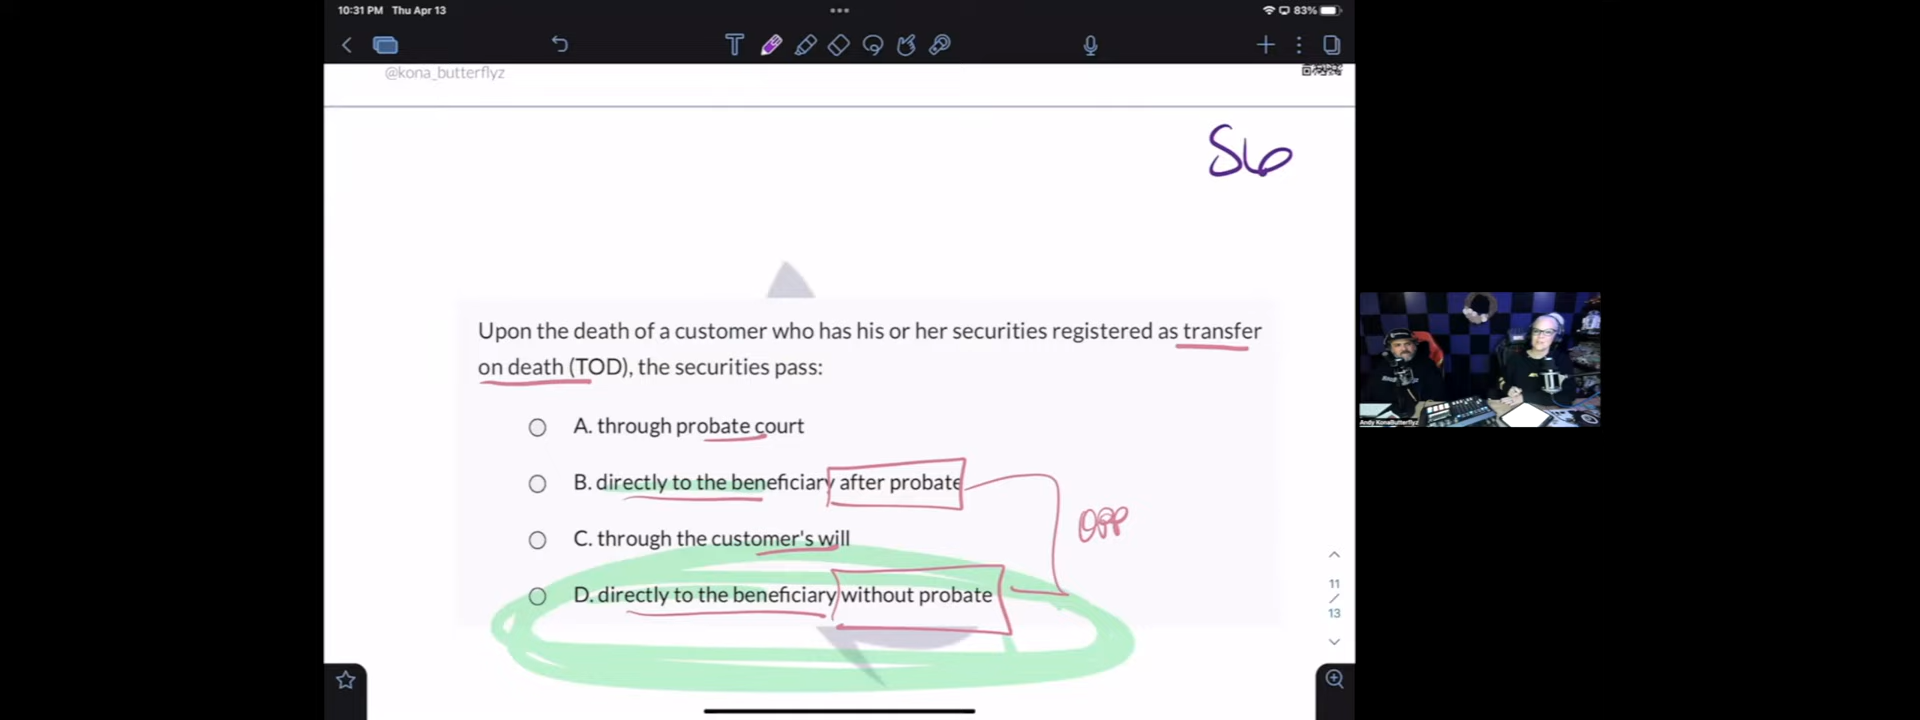 10:31 PM Thu Apr 13
83%
@kona_butterflyz
S6
Upon the death of a customer who has his or her securities registered as transfer
on death (TOD), the securities pass:
A. through probate court
B. directly to the beneficiary after probate
C. through the customer's will
OPP
D. directly to the beneficiary without probate
11
/
13
Andy KonaButterflyz